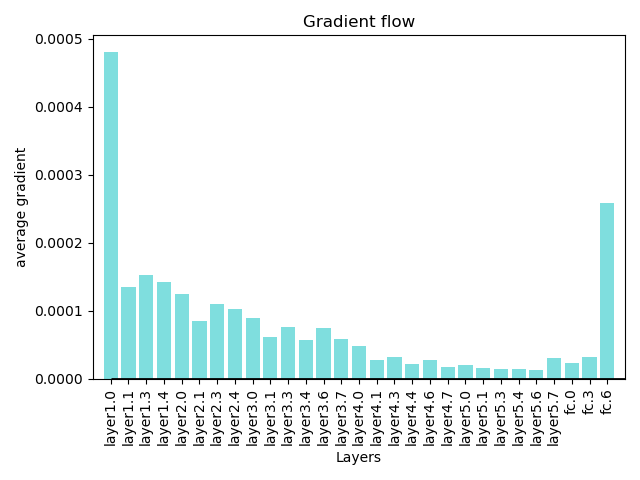 Gradient flow
average gradient
0.0005
0.0004
0.0003
0.0002
0.0001
0.0000
layer1.0
layer1.1
layer1.3
layer1.4
layer2.0
layer2.1
layer2.3
layer2.4
layer3.0
layer3.1
layer3.3
layer3.4
layer3.6
layer3.7
layer4.0
layer4.1
layer4.3
layer4.4
layer4.6
layer4.7
layer5.0
layer5.1
layer5.3
layer5.4
layer5.6
layer5.7
fc.0
fc.3
fc.6
Layers